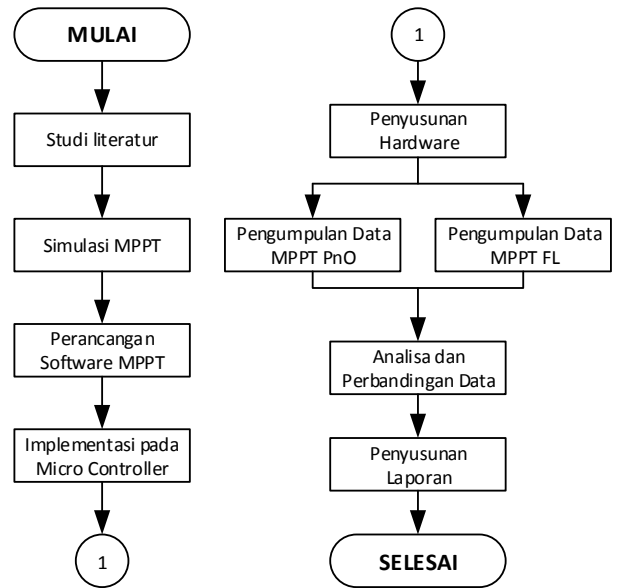 MULAI
Studi literatur
Simulasi MPPT
Perancangan
Software MPPT
Implementasi pada
Micro Controller
1
1
Penyusunan
Hardware
Pengumpulan Data
MPPT PnO
Pengumpulan Data
MPPT FL
Analisa dan
Perbandingan Data
Penyusunan
Laporan
SELESAI